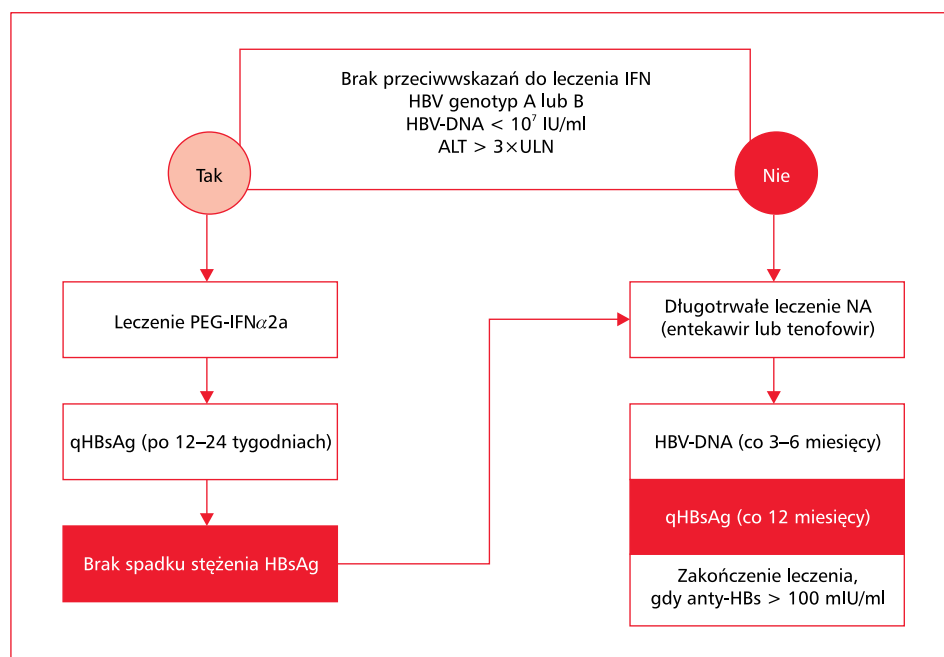 Brak przeciwwskazań do leczenia IFN
HBV genotyp A lub B
HBV-DNA < 10⁷ IU/ml
ALT > 3×ULN
Tak
Nie
Leczenie PEG-IFNα2a
qHBsAg (po 12–24 tygodniach)
Brak spadku stężenia HBsAg
Długotrwałe leczenie NA
(entekawir lub tenofowir)
HBV-DNA (co 3–6 miesięcy)
qHBsAg (co 12 miesięcy)
Zakończenie leczenia,
gdy anty-HBs > 100 mIU/ml